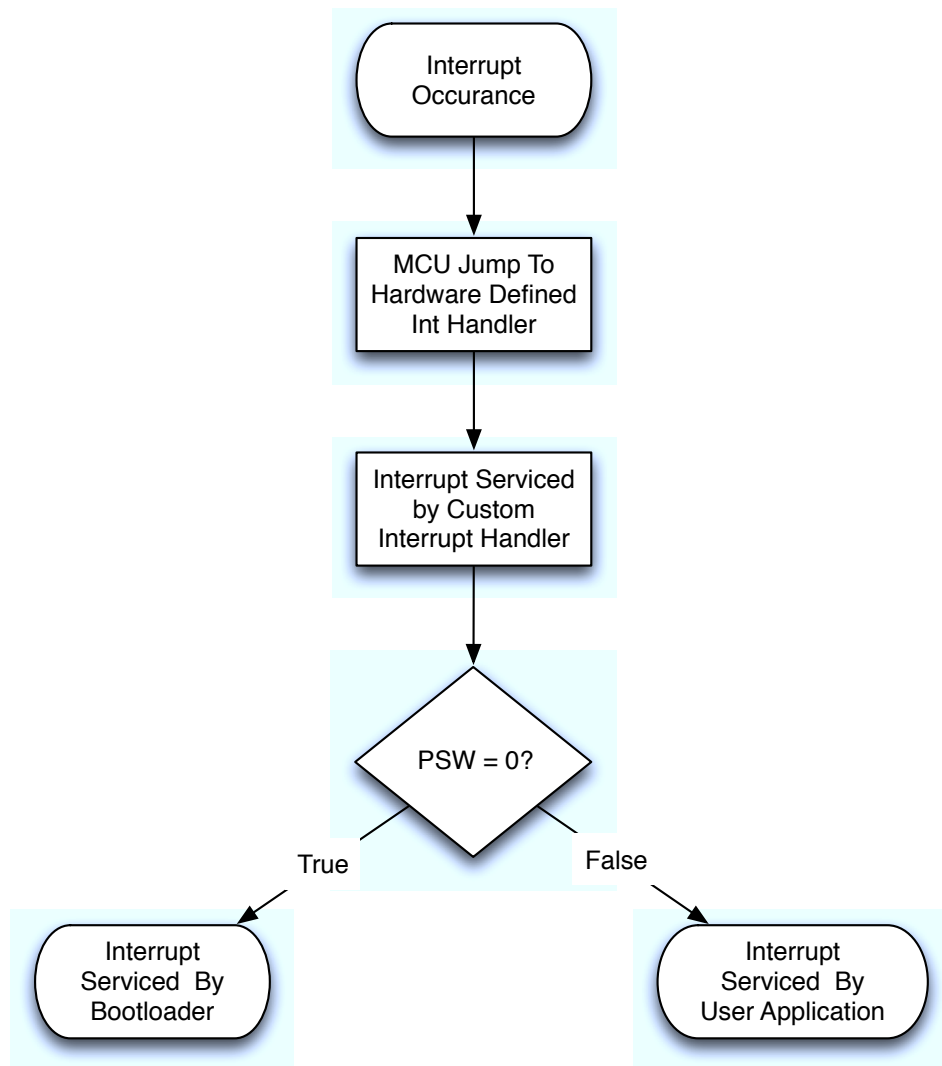 Interrupt
Occurance
MCU Jump To
Hardware Defined
Int Handler
Interrupt Serviced
by Custom
Interrupt Handler
PSW = 0?
True
False
Interrupt
Serviced By
Bootloader
Interrupt
Serviced By
User Application